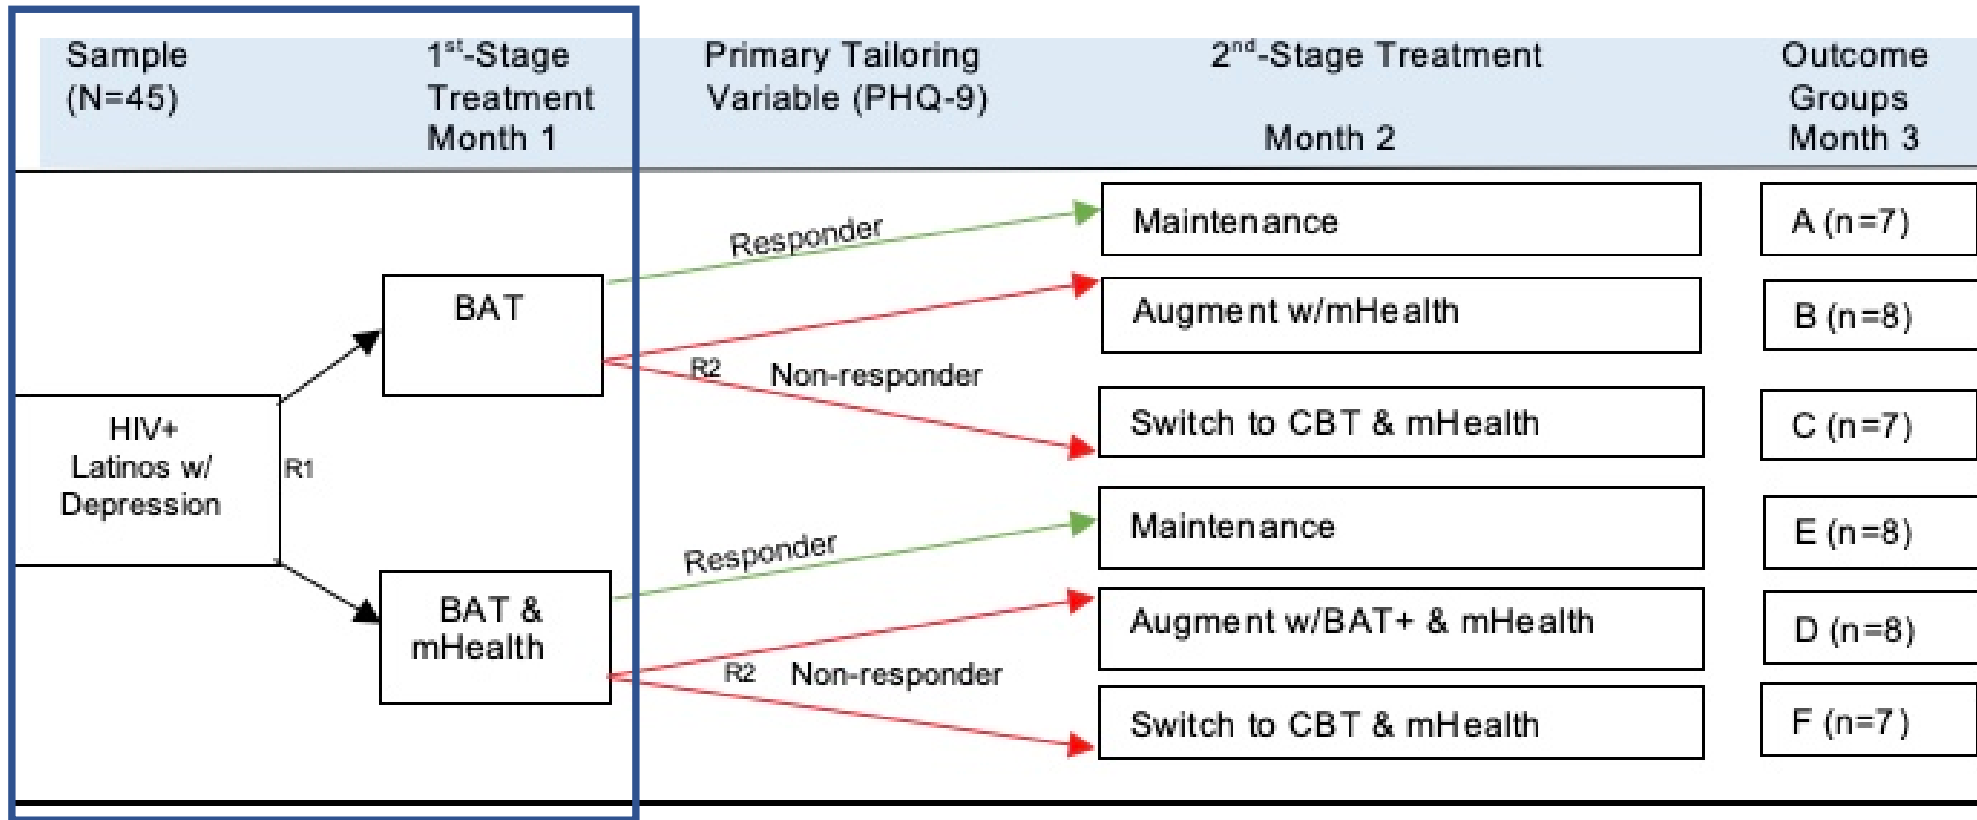 Sample
(N=45)
1st-Stage
Treatment
Month 1
Primary Tailoring
Variable (PHQ-9)
2nd-Stage Treatment
Month 2
Outcome
Groups
Month 3
HIV+
Latinos w/
Depression
R1
BAT
Responder
R2
Non-responder
Maintenance
A (n=7)
Augment w/mHealth
B (n=8)
Switch to CBT & mHealth
C (n=7)
BAT &
mHealth
Responder
R2
Non-responder
Maintenance
E (n=8)
Augment w/BAT+ & mHealth
D (n=8)
Switch to CBT & mHealth
F (n=7)